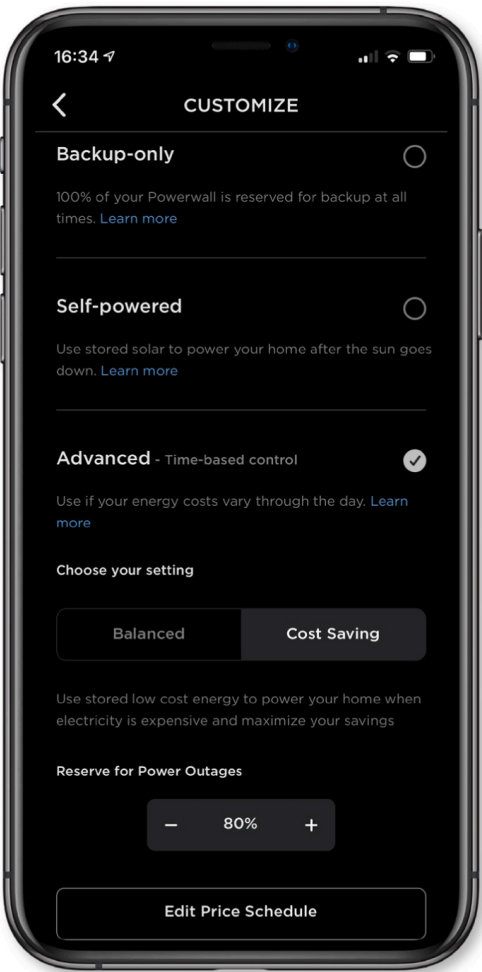 16:34
CUSTOMIZE
Backup-only
100% of your Powerwall is reserved for backup at all
times. Learn more
Self-powered
Use stored solar to power your home after the sun goes
down. Learn more
Advanced - Time-based control
Use if your energy costs vary through the day. Learn
more
Choose your setting
Balanced Cost Saving
Use stored low cost energy to power your home when
electricity is expensive and maximize your savings
Reserve for Power Outages
− 80% +
Edit Price Schedule